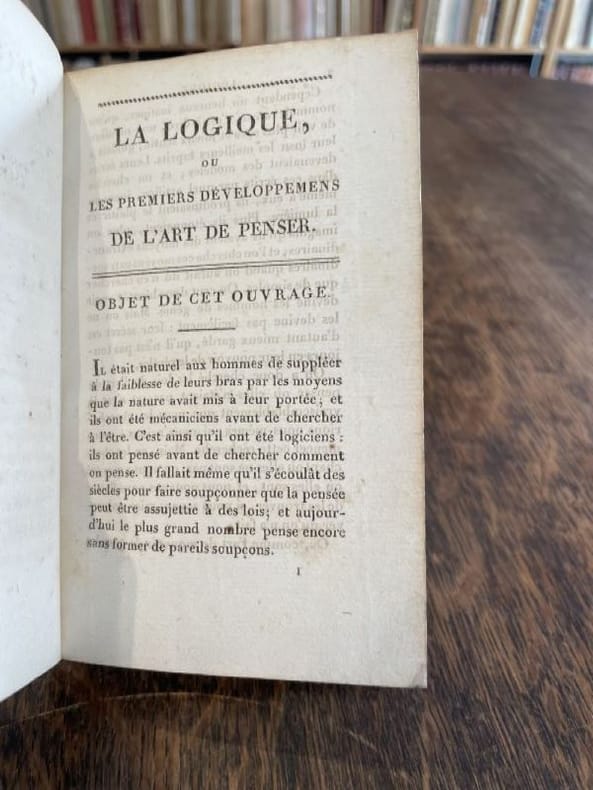 LA LOGIQUE,
OU
LES PREMIERS DÉVELOPPEMENS
DE L'ART DE PENSER.
OBJET DE CET OUVRAGE.
IL était naturel aux hommes de suppléer
à la faiblesse de leurs bras par les moyens
que la nature avait mis à leur portée; et
ils ont été mécaniciens avant de chercher
à l'être. C'est ainsi qu'il ont été logiciens :
ils ont pensé avant de chercher comment
on pense. Il fallait même qu'il s'écoulât des
siècles pour faire soupçonner que la pensée
peut être assujettie à des lois; et aujour-
d'hui le plus grand nombre pense encore
sans former de pareils soupçons.
1